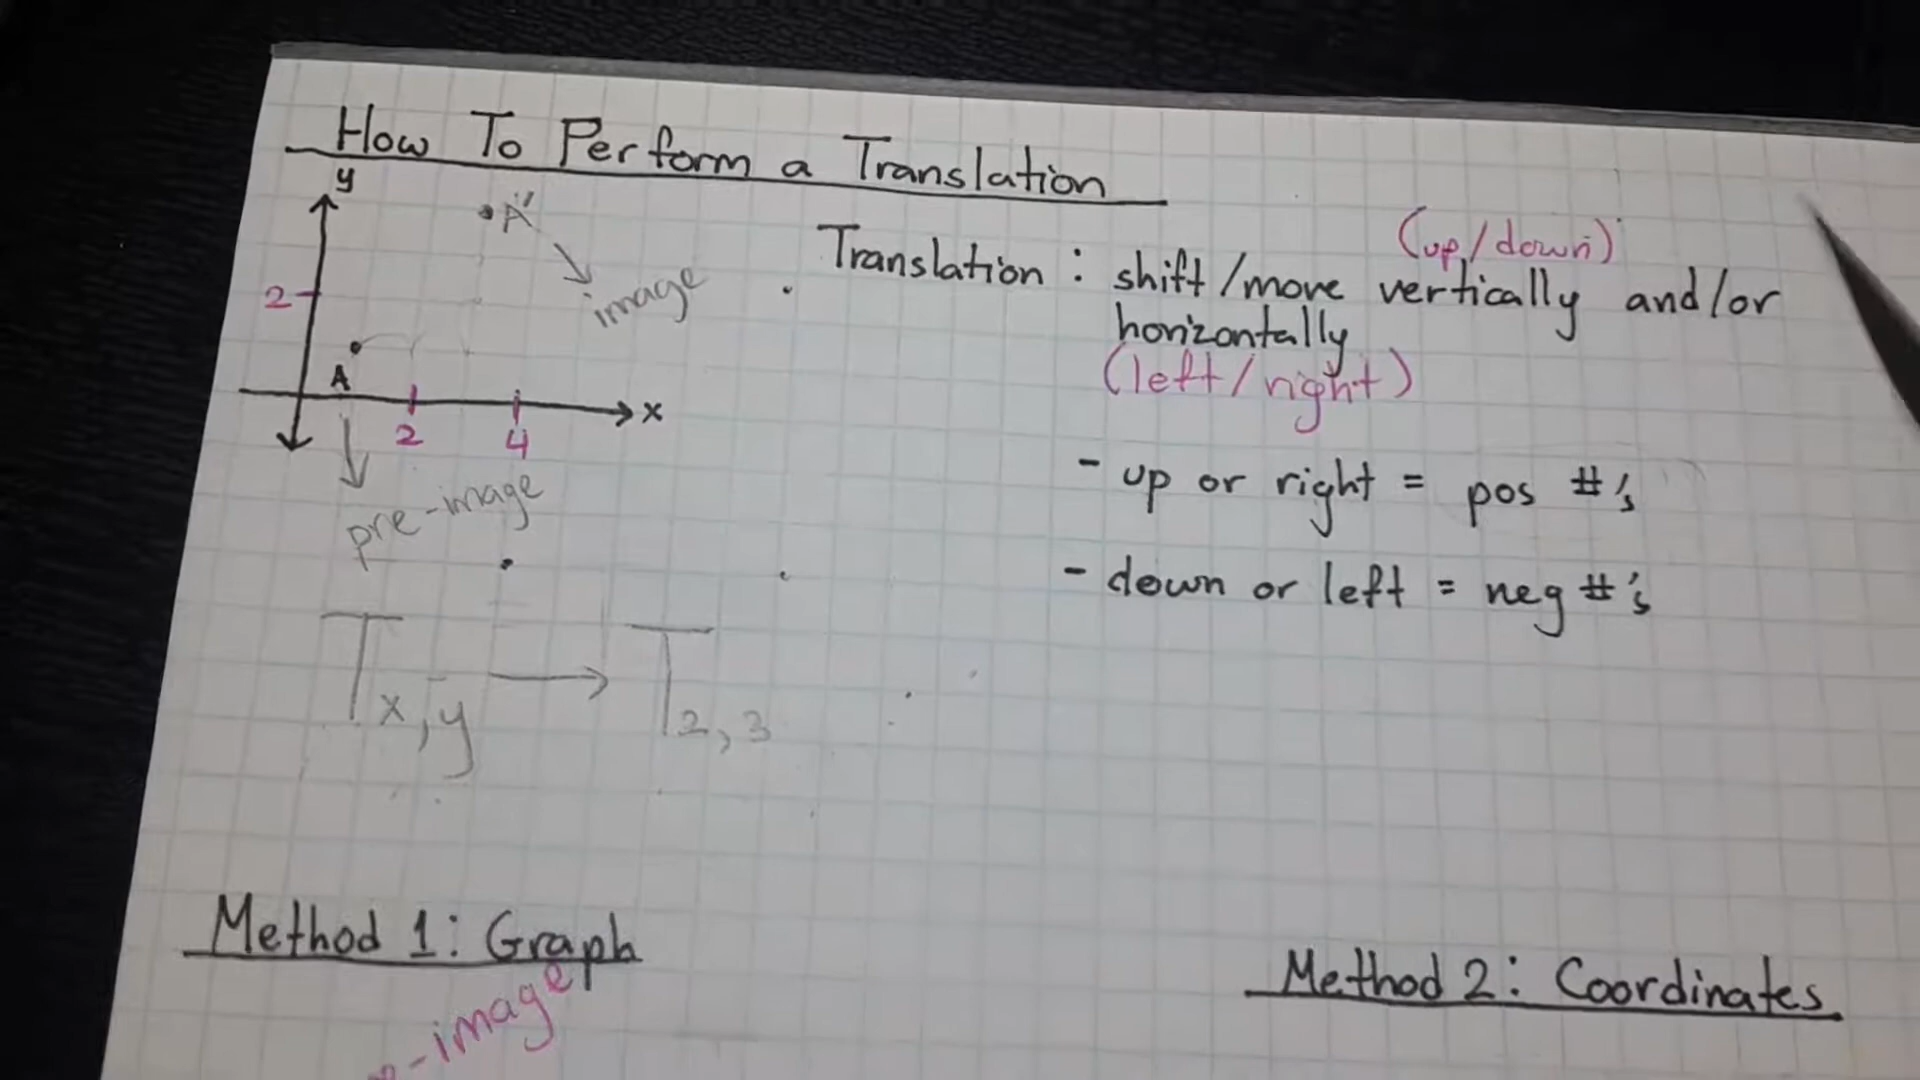 How To Perform a Translation
y
A'
image
2
A
x
2 4
pre-image
Translation : shift/move vertically and/or
(up/down)
horizontally
(left/right)
- up or right = pos #'s
- down or left = neg #'s
Tx,y → T2,3
Method 1: Graph
-image
Method 2: Coordinates